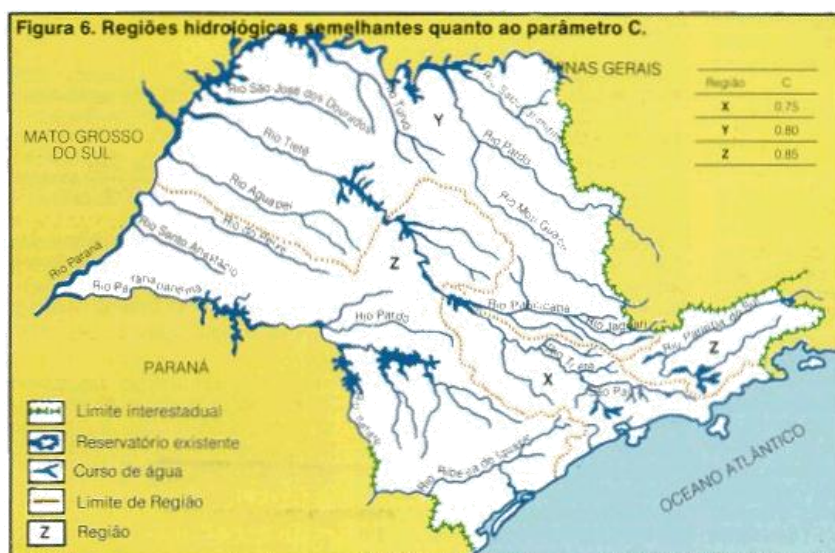 Figura 6. Regiões hidrológicas semelhantes quanto ao parâmetro C.
MINAS GERAIS
Região C
X 0.75
Y 0.80
Z 0.85
MATO GROSSO
DO SUL
Rio São José dos Dourados
Rio Turvo
Y
Rio Pardo
Rio Tietê
Rio Mogi Guaçu
Rio Aguapeí
Rio do Peixe
Rio Santo Anastácio
Rio Paraná
Rio Paranapanema
Z
Rio Piracicaba
Rio Jaguari
Rio Paraíba do Sul
Z
Rio Pardo
Rio Tietê
X
PARANÁ
Rio Ribeira de Iguape
OCEANO ATLÂNTICO
Limite interestadual
Reservatório existente
Curso de água
Limite de Região
Z Região